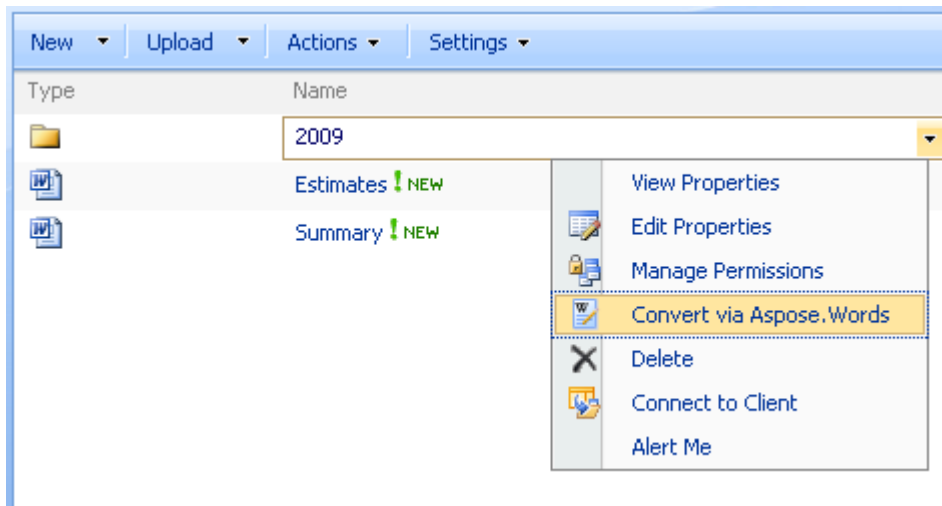 New Upload Actions Settings
Type Name
2009
Estimates ! NEW
Summary ! NEW
View Properties
Edit Properties
Manage Permissions
Convert via Aspose.Words
Delete
Connect to Client
Alert Me